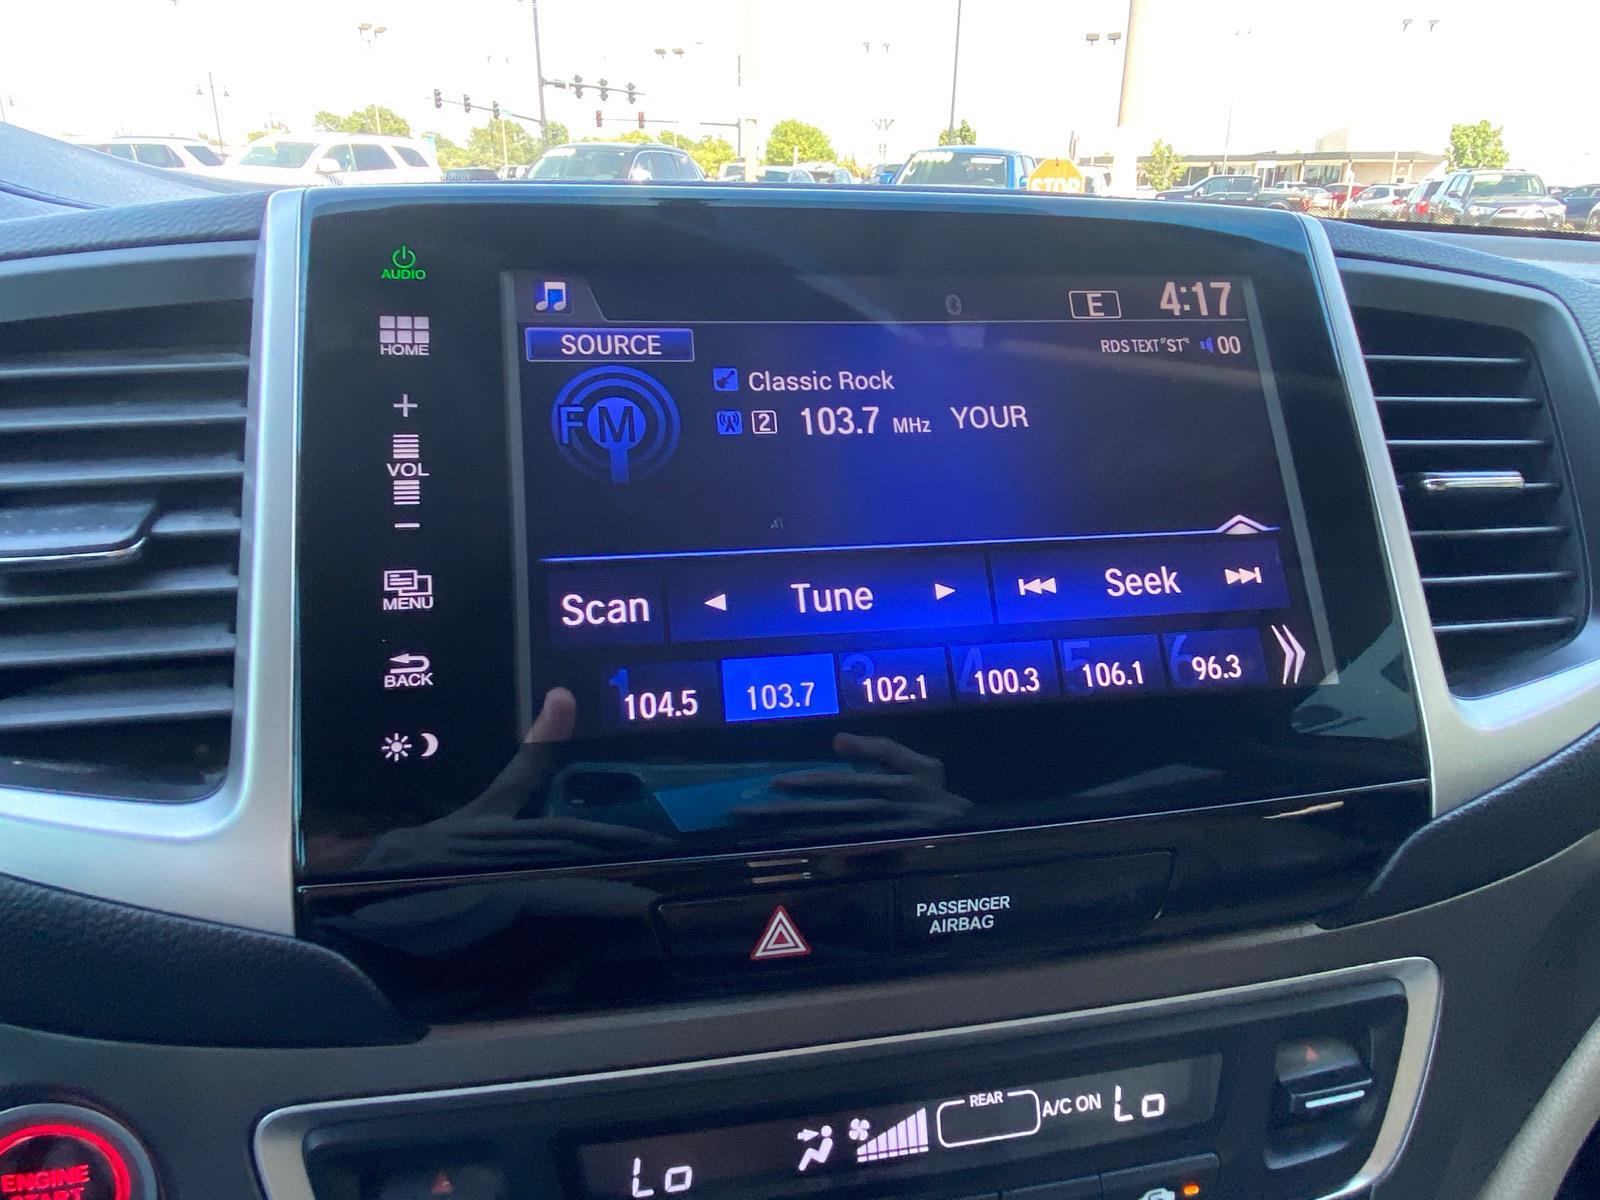 STOP
AUDIO
HOME
+
VOL
−
MENU
BACK
E 4:17
SOURCE
RDS TEXT "ST" 00
FM
Classic Rock
2 103.7 MHz YOUR
Scan Tune Seek
1 104.5 103.7 3 102.1 4 100.3 5 106.1 6 96.3
PASSENGER
AIRBAG
Lo REAR A/C ON Lo
ENGINE
START